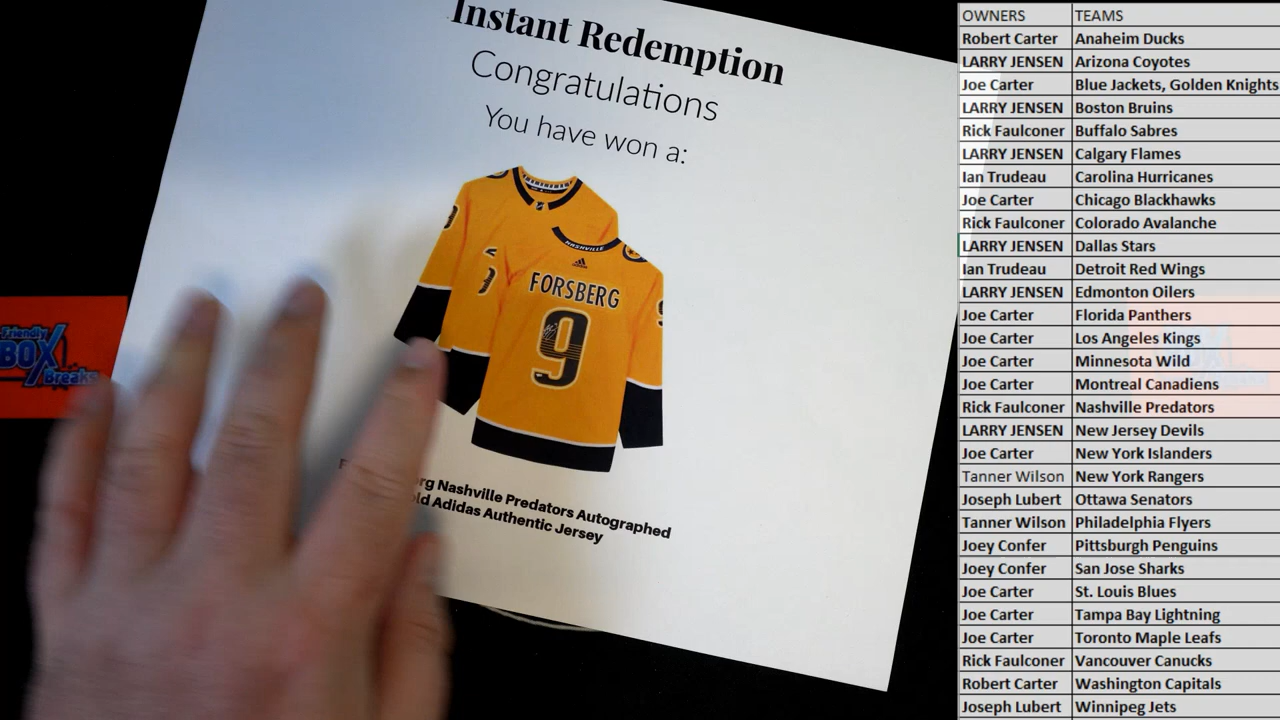 Instant Redemption
Congratulations
You have won a:
NASHVILLE
FORSBERG
9
Nashville Predators Autographed
Adidas Authentic Jersey
Friendly
BOX
Breaks
OWNERS TEAMS
Robert Carter Anaheim Ducks
LARRY JENSEN Arizona Coyotes
Joe Carter Blue Jackets, Golden Knights
LARRY JENSEN Boston Bruins
Rick Faulconer Buffalo Sabres
LARRY JENSEN Calgary Flames
Ian Trudeau Carolina Hurricanes
Joe Carter Chicago Blackhawks
Rick Faulconer Colorado Avalanche
LARRY JENSEN Dallas Stars
Ian Trudeau Detroit Red Wings
LARRY JENSEN Edmonton Oilers
Joe Carter Florida Panthers
Joe Carter Los Angeles Kings
Joe Carter Minnesota Wild
Joe Carter Montreal Canadiens
Rick Faulconer Nashville Predators
LARRY JENSEN New Jersey Devils
Joe Carter New York Islanders
Tanner Wilson New York Rangers
Joseph Lubert Ottawa Senators
Tanner Wilson Philadelphia Flyers
Joey Confer Pittsburgh Penguins
Joey Confer San Jose Sharks
Joe Carter St. Louis Blues
Joe Carter Tampa Bay Lightning
Joe Carter Toronto Maple Leafs
Rick Faulconer Vancouver Canucks
Robert Carter Washington Capitals
Joseph Lubert Winnipeg Jets